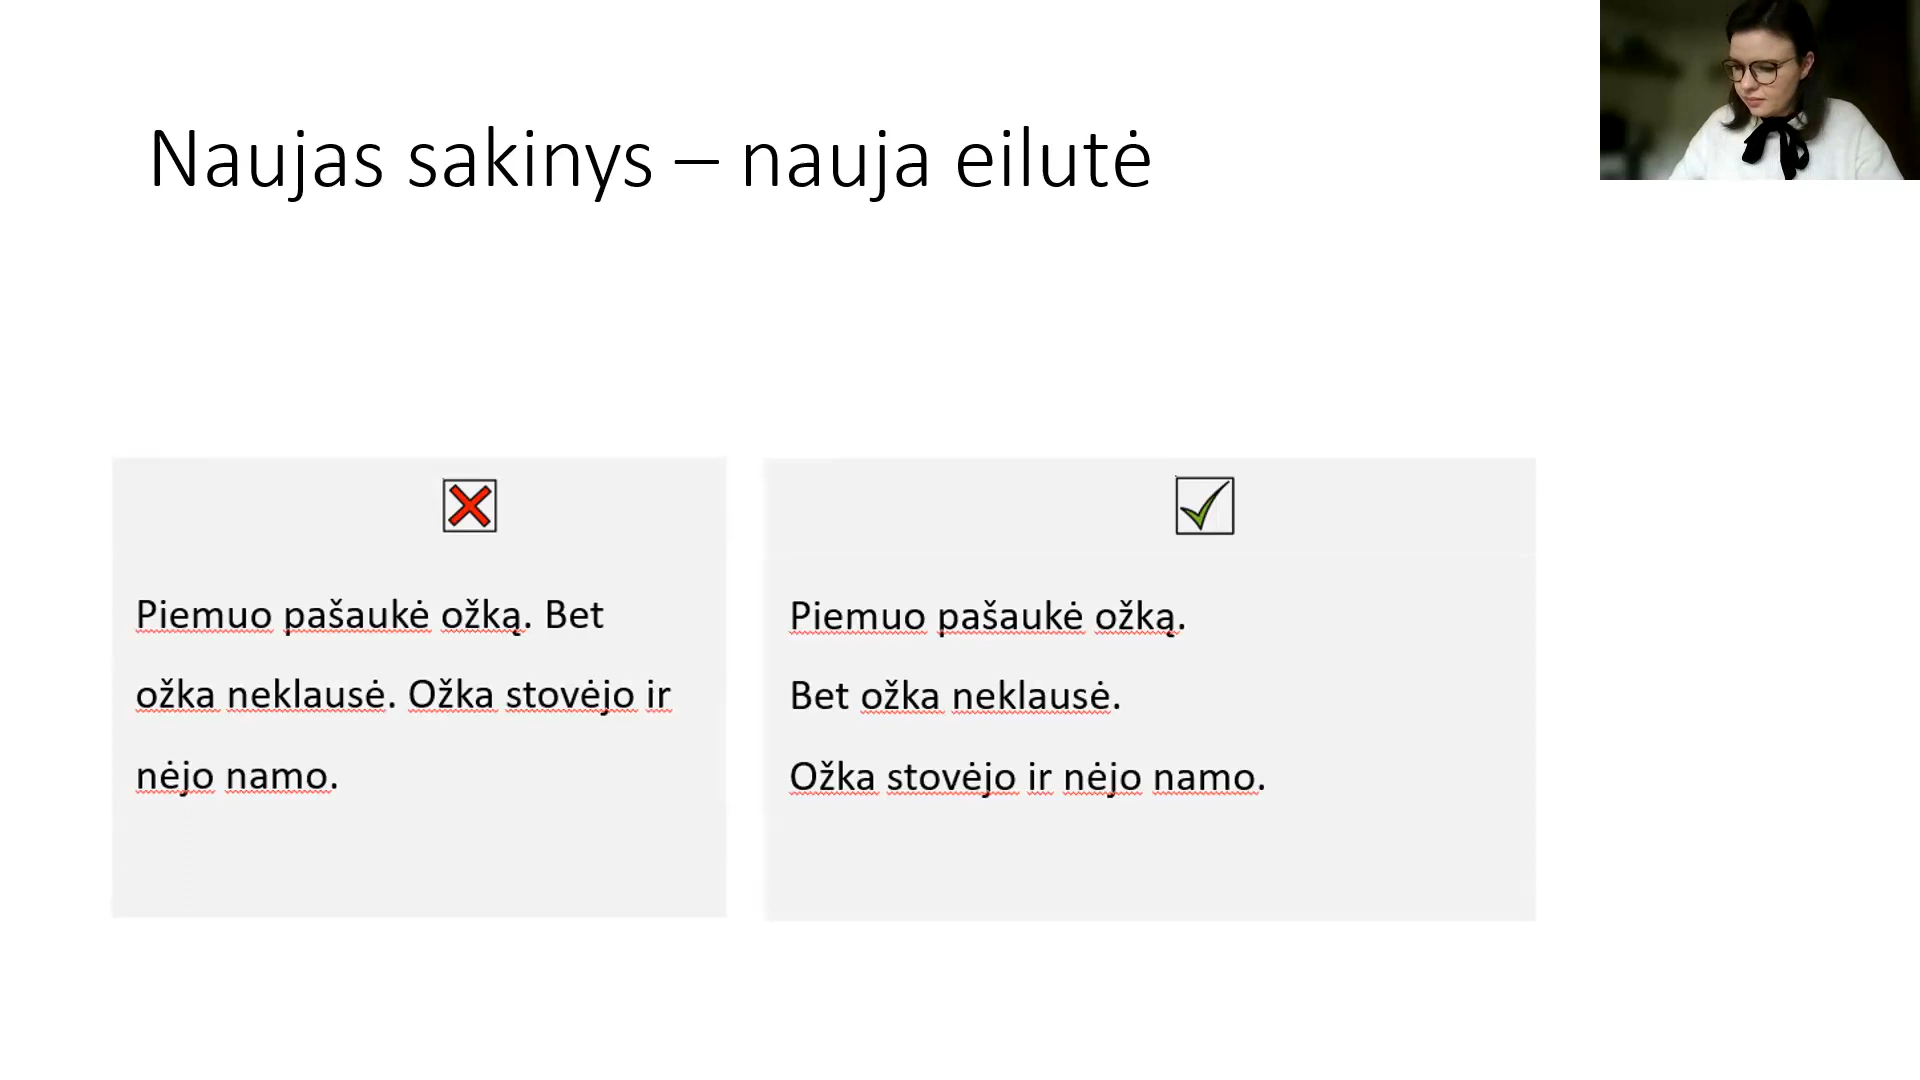 Naujas sakinys – nauja eilutė
Piemuo pašaukė ožką. Bet
ožka neklausė. Ožka stovėjo ir
nėjo namo.
Piemuo pašaukė ožką.
Bet ožka neklausė.
Ožka stovėjo ir nėjo namo.